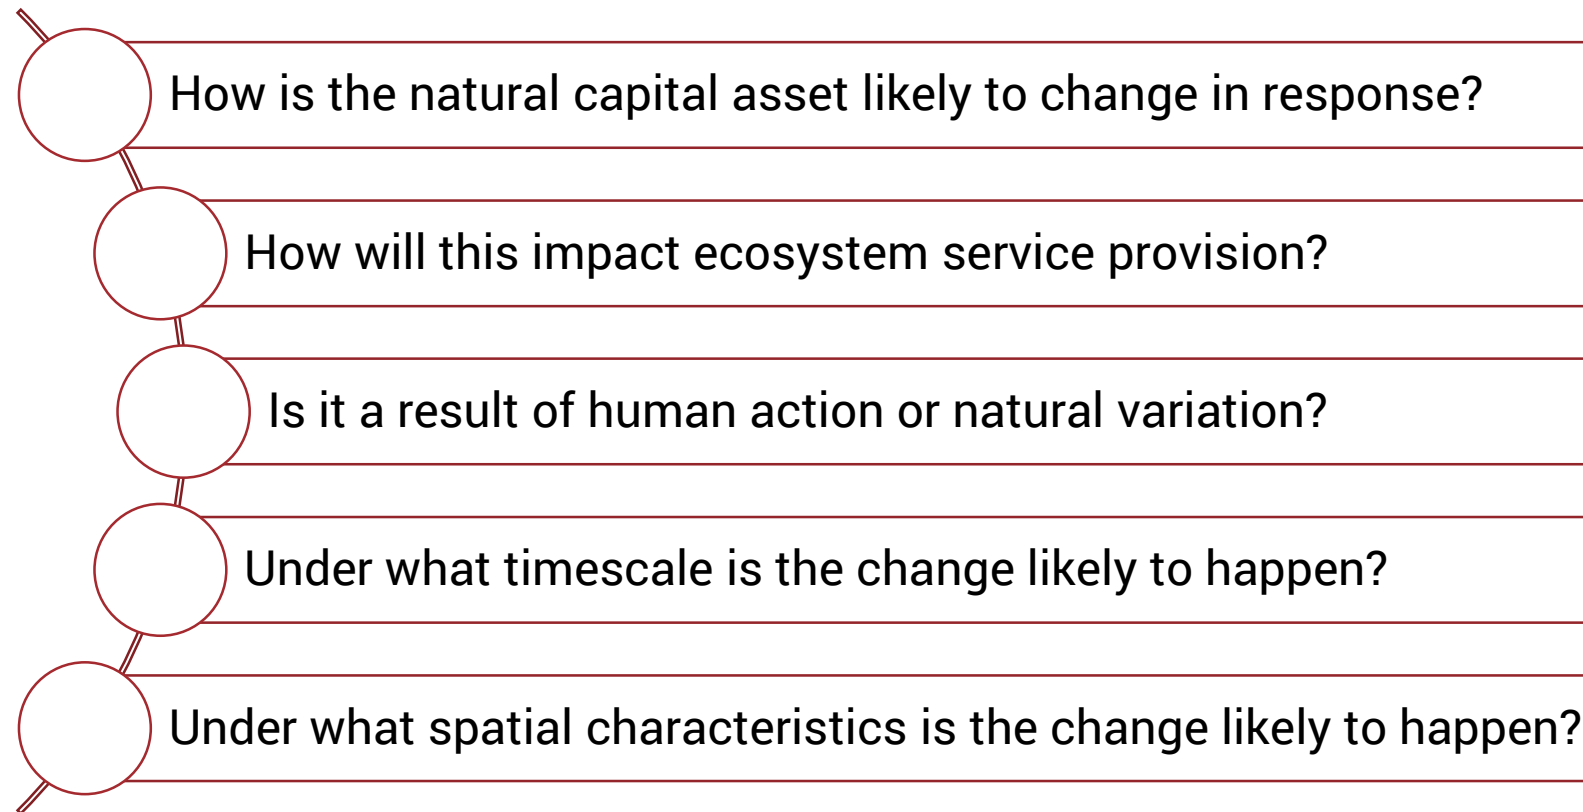 How is the natural capital asset likely to change in response?
How will this impact ecosystem service provision?
Is it a result of human action or natural variation?
Under what timescale is the change likely to happen?
Under what spatial characteristics is the change likely to happen?